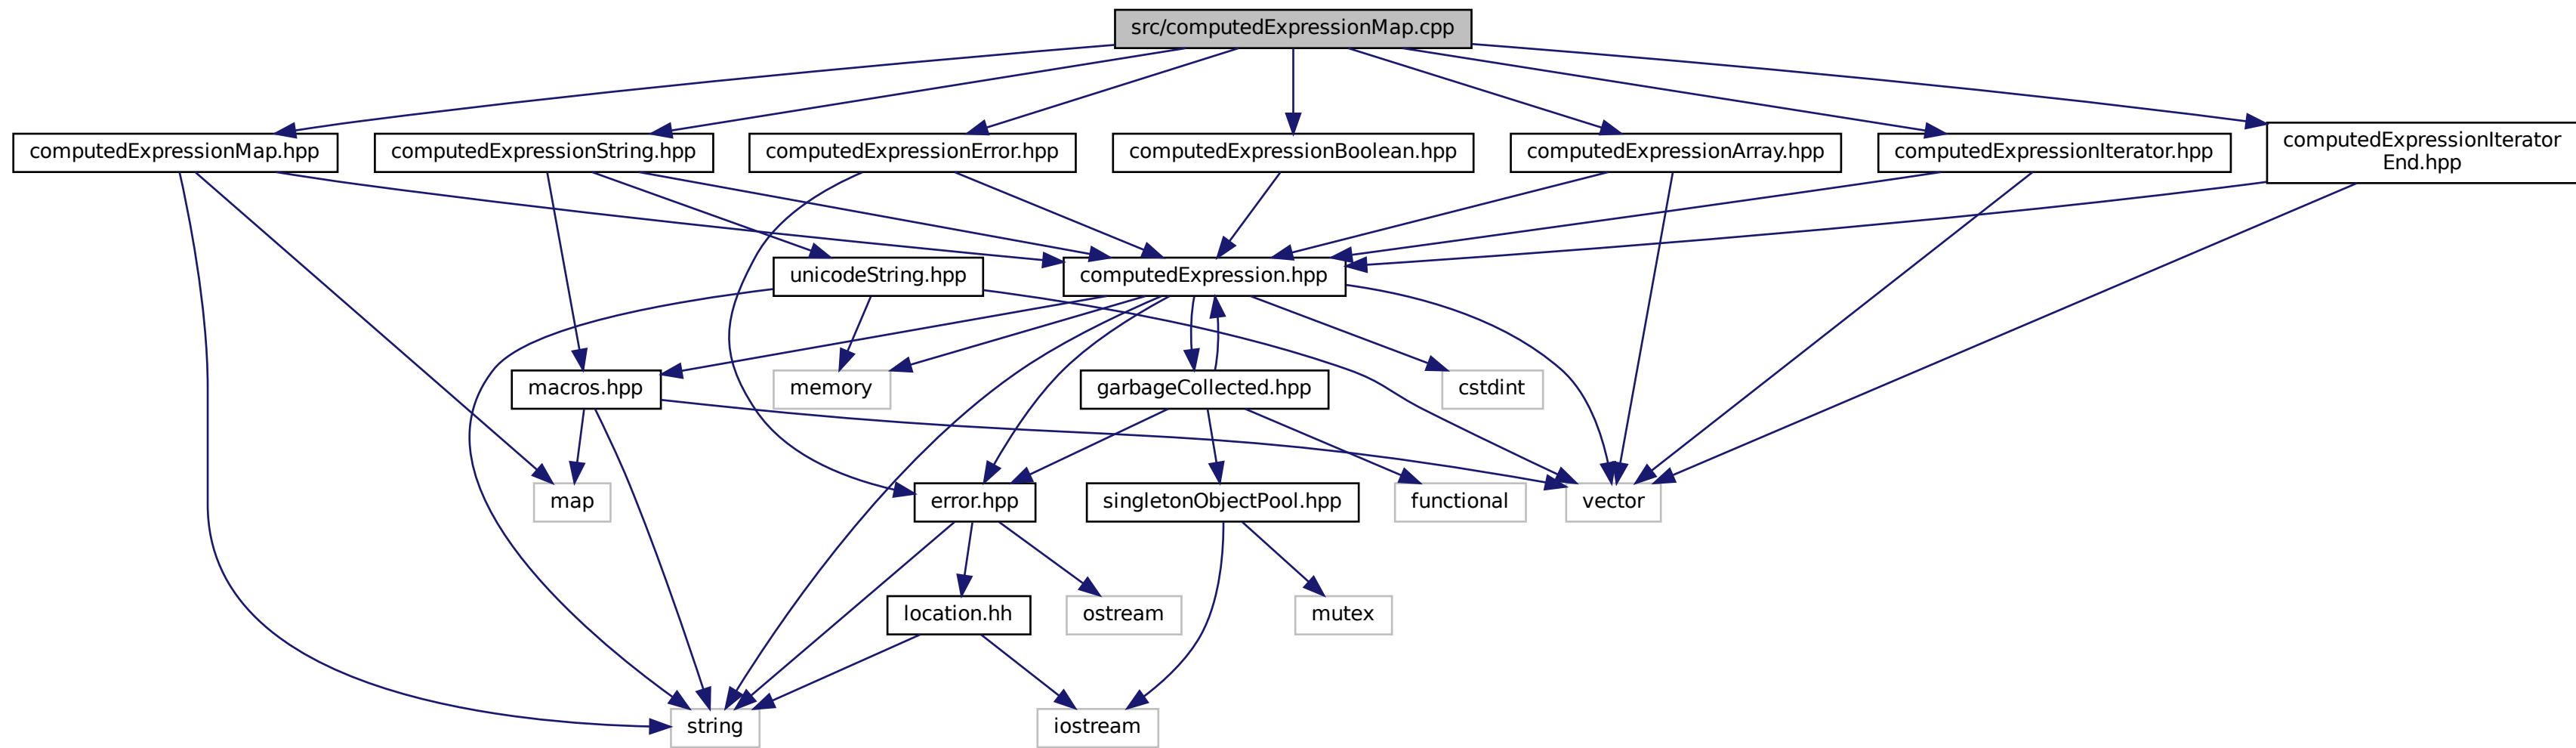 src/computedExpressionMap.cpp
computedExpressionMap.hpp
computedExpressionString.hpp
computedExpressionError.hpp
computedExpressionBoolean.hpp
computedExpressionArray.hpp
computedExpressionIterator.hpp
computedExpressionIterator
End.hpp
unicodeString.hpp
computedExpression.hpp
macros.hpp
memory
garbageCollected.hpp
cstdint
map
error.hpp
singletonObjectPool.hpp
functional
vector
location.hh
ostream
mutex
string
iostream